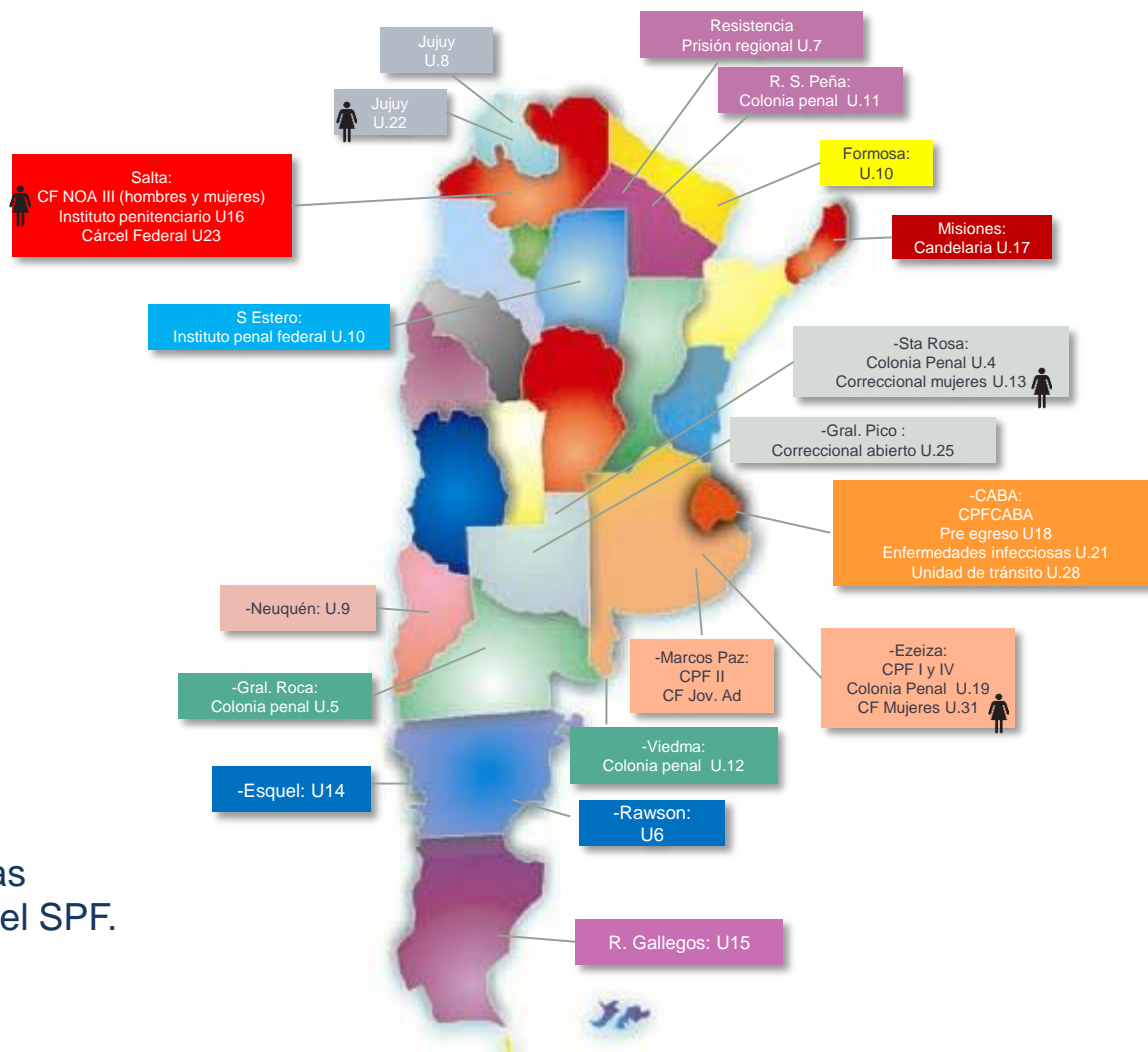 Resistencia
Prisión regional U.7
Jujuy
U.8
R. S. Peña:
Colonia penal U.11
Jujuy
U.22
Formosa:
U.10
Salta:
CF NOA III (hombres y mujeres)
Instituto penitenciario U16
Cárcel Federal U23
Misiones:
Candelaria U.17
S Estero:
Instituto penal federal U.10
-Sta Rosa:
Colonia Penal U.4
Correccional mujeres U.13
-Gral. Pico :
Correccional abierto U.25
-CABA:
CPFCABA
Pre egreso U18
Enfermedades infecciosas U.21
Unidad de tránsito U.28
-Neuquén: U.9
-Marcos Paz:
CPF II
CF Jov. Ad
-Ezeiza:
CPF I y IV
Colonia Penal U.19
CF Mujeres U.31
-Gral. Roca:
Colonia penal U.5
-Viedma:
Colonia penal U.12
-Esquel: U14
-Rawson:
U6
as
el SPF.
R. Gallegos: U15